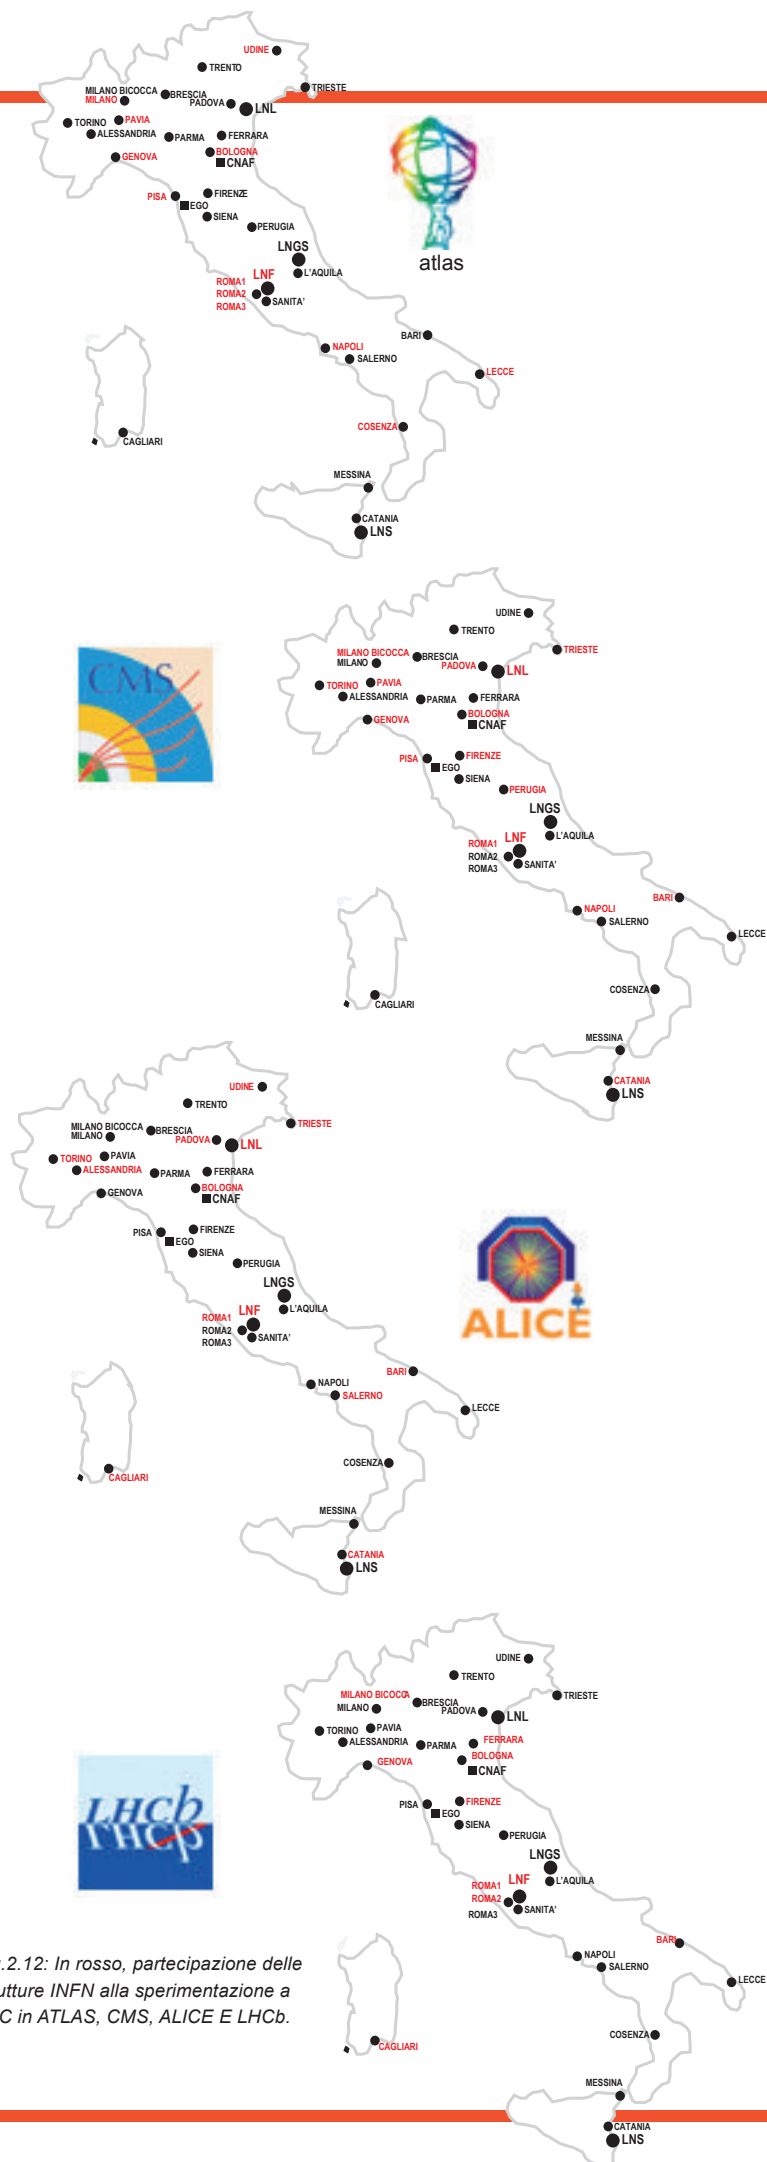 UDINE
TRENTO
TRIESTE
MILANO BICOCCA
MILANO
BRESCIA
PADOVA
LNL
TORINO
PAVIA
ALESSANDRIA
PARMA
FERRARA
GENOVA
BOLOGNA
CNAF
PISA
FIRENZE
EGO
SIENA
PERUGIA
LNGS
L'AQUILA
LNF
ROMA1
ROMA2
ROMA3
SANITA'
NAPOLI
SALERNO
BARI
LECCE
COSENZA
CAGLIARI
MESSINA
CATANIA
LNS
atlas
CMS
UDINE
TRENTO
TRIESTE
MILANO BICOCCA
MILANO
BRESCIA
PADOVA
LNL
TORINO
PAVIA
ALESSANDRIA
PARMA
FERRARA
GENOVA
BOLOGNA
CNAF
PISA
FIRENZE
EGO
SIENA
PERUGIA
LNGS
L'AQUILA
LNF
ROMA1
ROMA2
ROMA3
SANITA'
NAPOLI
SALERNO
BARI
LECCE
COSENZA
CAGLIARI
MESSINA
CATANIA
LNS
UDINE
TRENTO
TRIESTE
MILANO BICOCCA
MILANO
BRESCIA
PADOVA
LNL
TORINO
PAVIA
ALESSANDRIA
PARMA
FERRARA
GENOVA
BOLOGNA
CNAF
PISA
FIRENZE
EGO
SIENA
PERUGIA
LNGS
L'AQUILA
LNF
ROMA1
ROMA2
ROMA3
SANITA'
NAPOLI
SALERNO
BARI
LECCE
COSENZA
CAGLIARI
MESSINA
CATANIA
LNS
ALICE
UDINE
TRENTO
TRIESTE
MILANO BICOCCA
MILANO
BRESCIA
PADOVA
LNL
TORINO
PAVIA
ALESSANDRIA
PARMA
FERRARA
GENOVA
BOLOGNA
CNAF
PISA
FIRENZE
EGO
SIENA
PERUGIA
LNGS
L'AQUILA
LNF
ROMA1
ROMA2
ROMA3
SANITA'
NAPOLI
SALERNO
BARI
LECCE
COSENZA
CAGLIARI
MESSINA
CATANIA
LNS
LHCb
.2.12: In rosso, partecipazione delle
utture INFN alla sperimentazione a
C in ATLAS, CMS, ALICE E LHCb.